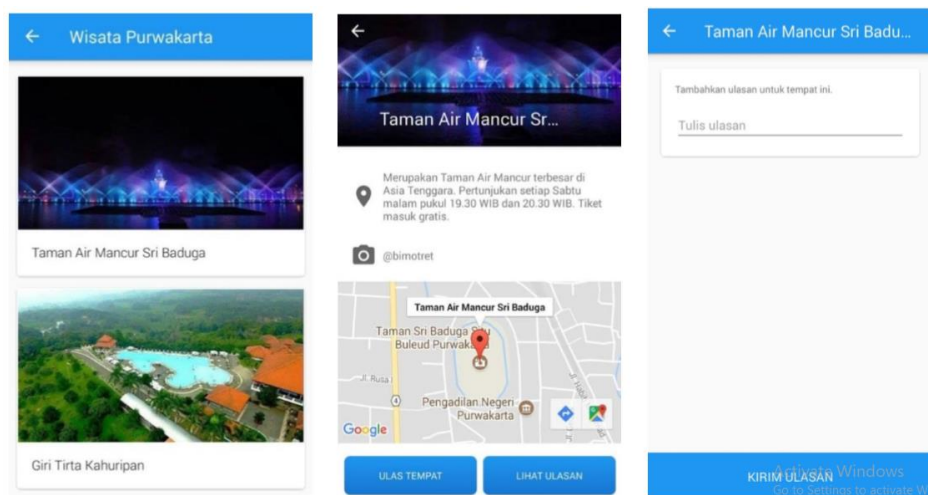 Wisata Purwakarta
Taman Air Mancur Sri Baduga
Giri Tirta Kahuripan
Taman Air Mancur Sr...
Merupakan Taman Air Mancur terbesar di
Asia Tenggara. Pertunjukan setiap Sabtu
malam pukul 19.30 WIB dan 20.30 WIB. Tiket
masuk gratis.
@bimotret
Taman Air Mancur Sri Baduga
Taman Sri Baduga
Buleud
Jl. Rusa
4
Pengadilan Negeri
Purwakarta
Google
ULAS TEMPAT
LIHAT ULASAN
Taman Air Mancur Sri Badu...
Tambahkan ulasan untuk tempat ini.
Tulis ulasan
KIRIM ULASAN
Activate Windows
Go to Settings to activate W